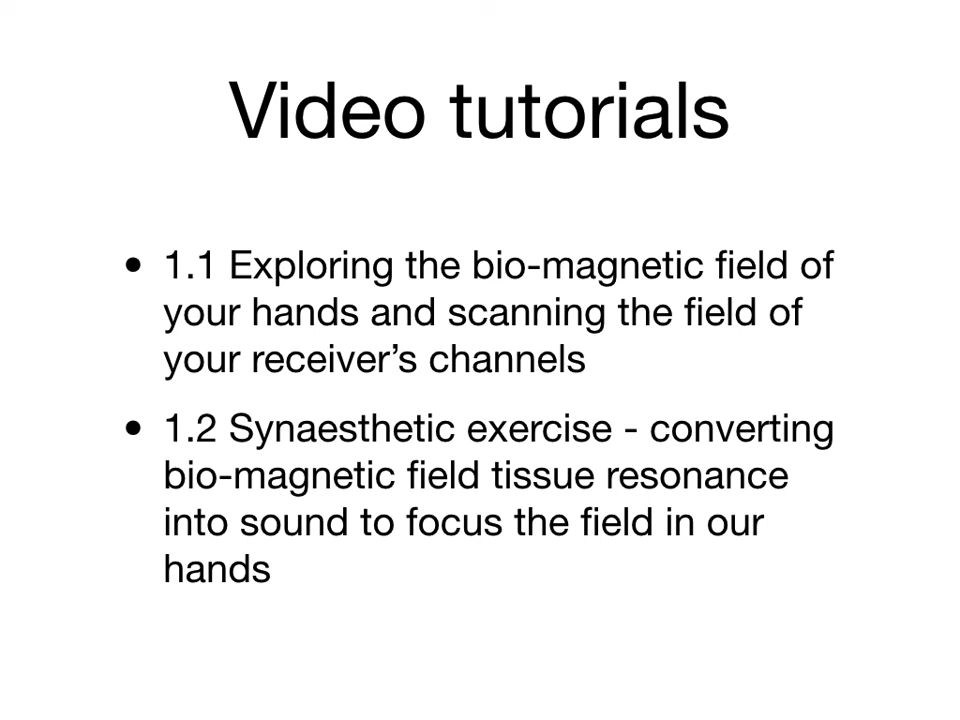 Video tutorials
• 1.1 Exploring the bio-magnetic field of
your hands and scanning the field of
your receiver’s channels
• 1.2 Synaesthetic exercise - converting
bio-magnetic field tissue resonance
into sound to focus the field in our
hands